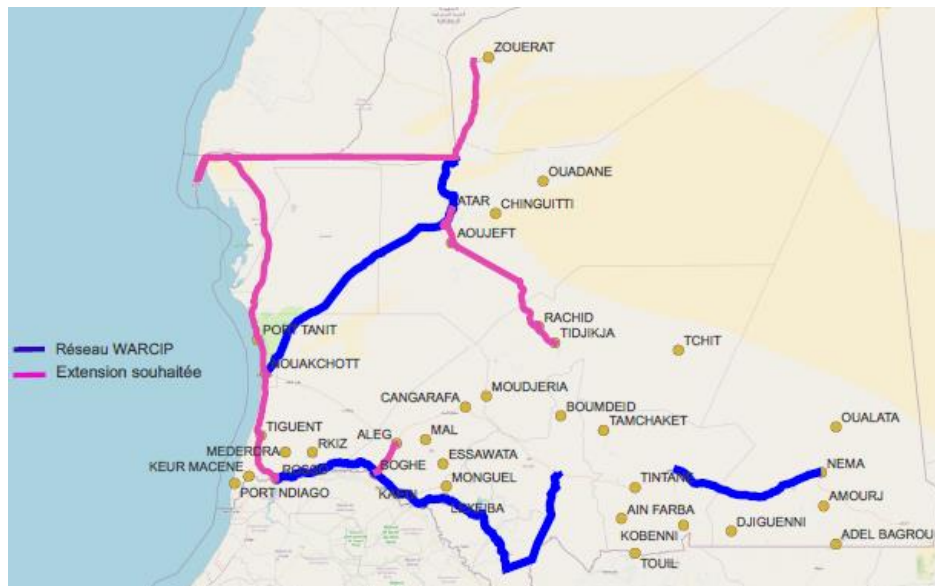 ZOUERAT
OUADANE
ATAR
CHINGUITTI
AOUJEFT
RACHID
PORT TANIT
TIDJIKJA
TCHIT
Réseau WARCIP
NOUAKCHOTT
Extension souhaitée
MOUDJERIA
CANGARAFA
BOUMDEID
OUALATA
TIGUENT
TAMCHAKET
ALEG
MAL
MEDERDRA
RKIZ
ESSAWATA
KEUR MACENE
ROSSO
BOGHE
NEMA
PORT NDIAGO
MONGUEL
TINTANE
KAEDI
LEXEIBA
AMOURJ
AIN FARBA
KOBENNI
DJIGUENNI
ADEL BAGROU
TOUIL